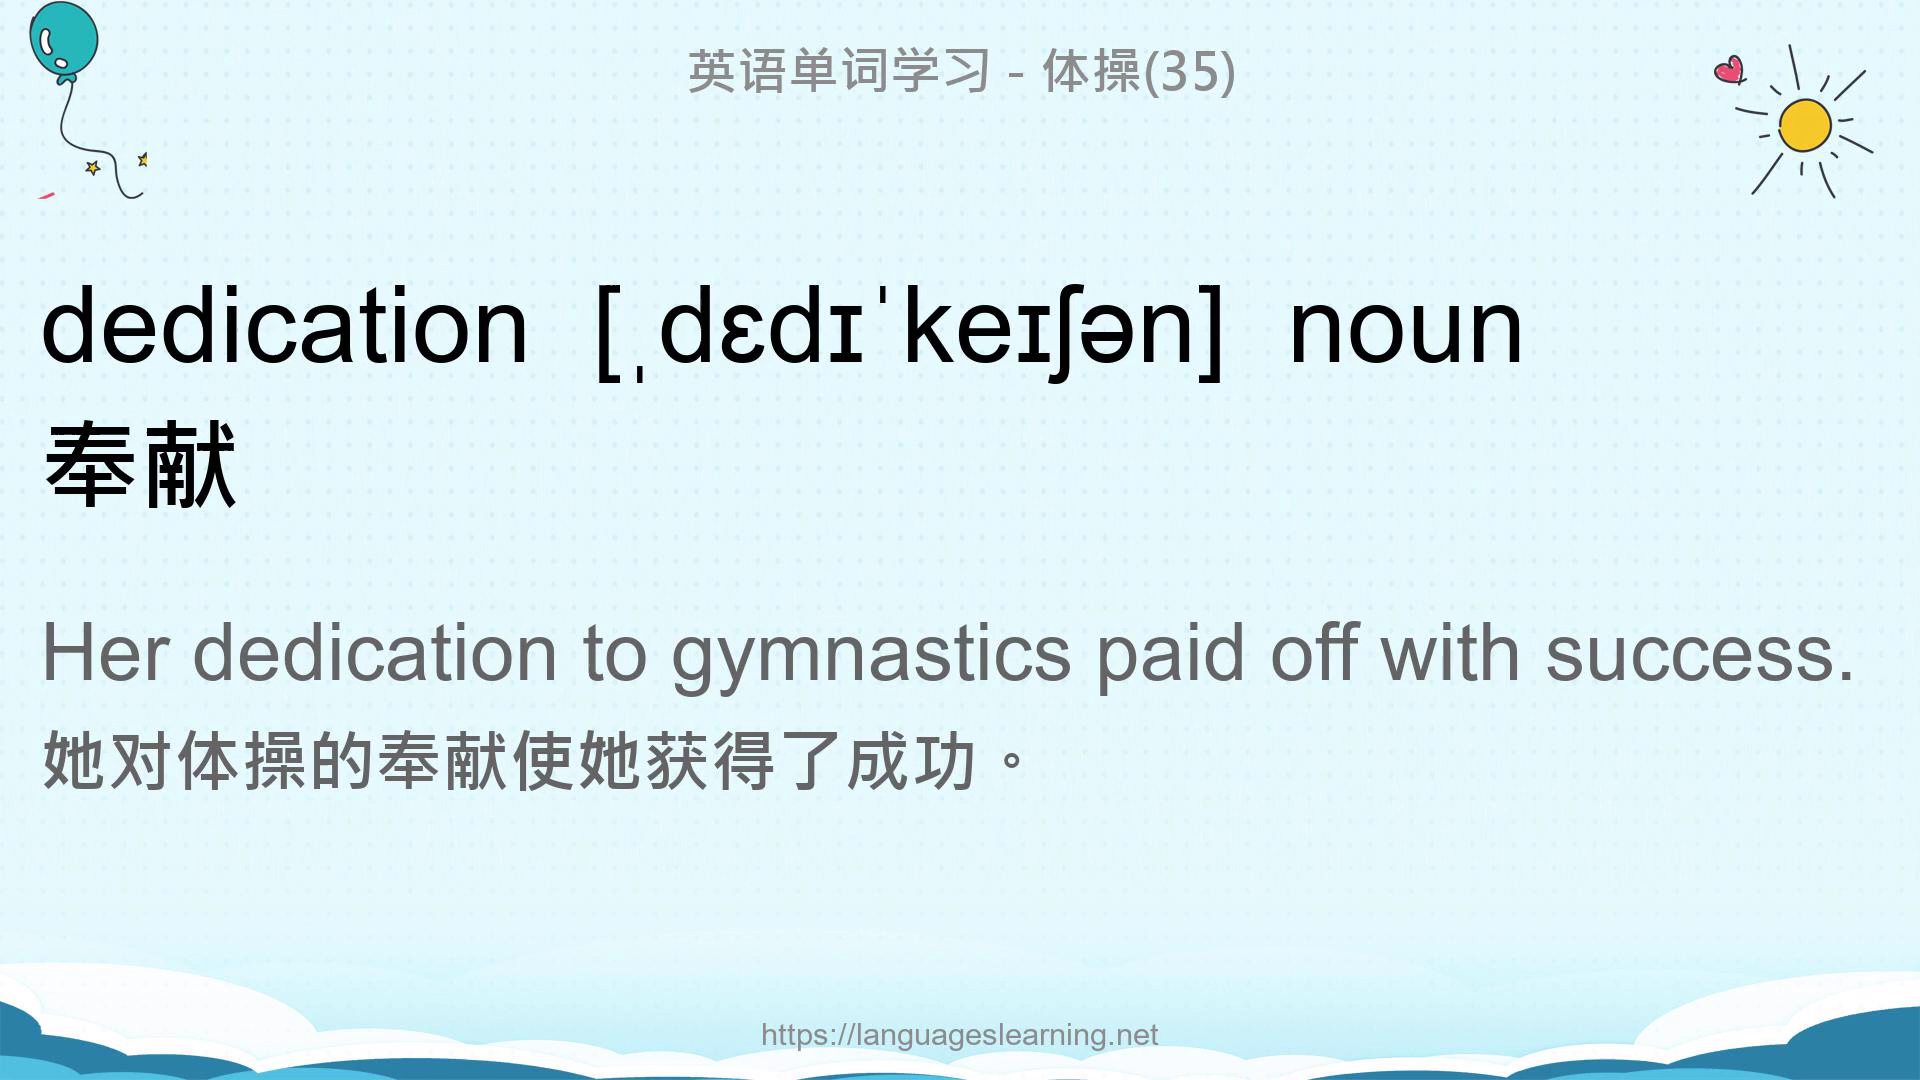 英语单词学习 - 体操(35)
dedication [ˌdɛdɪˈkeɪʃən] noun
奉献
Her dedication to gymnastics paid off with success.
她对体操的奉献使她获得了成功。
https://languageslearning.net